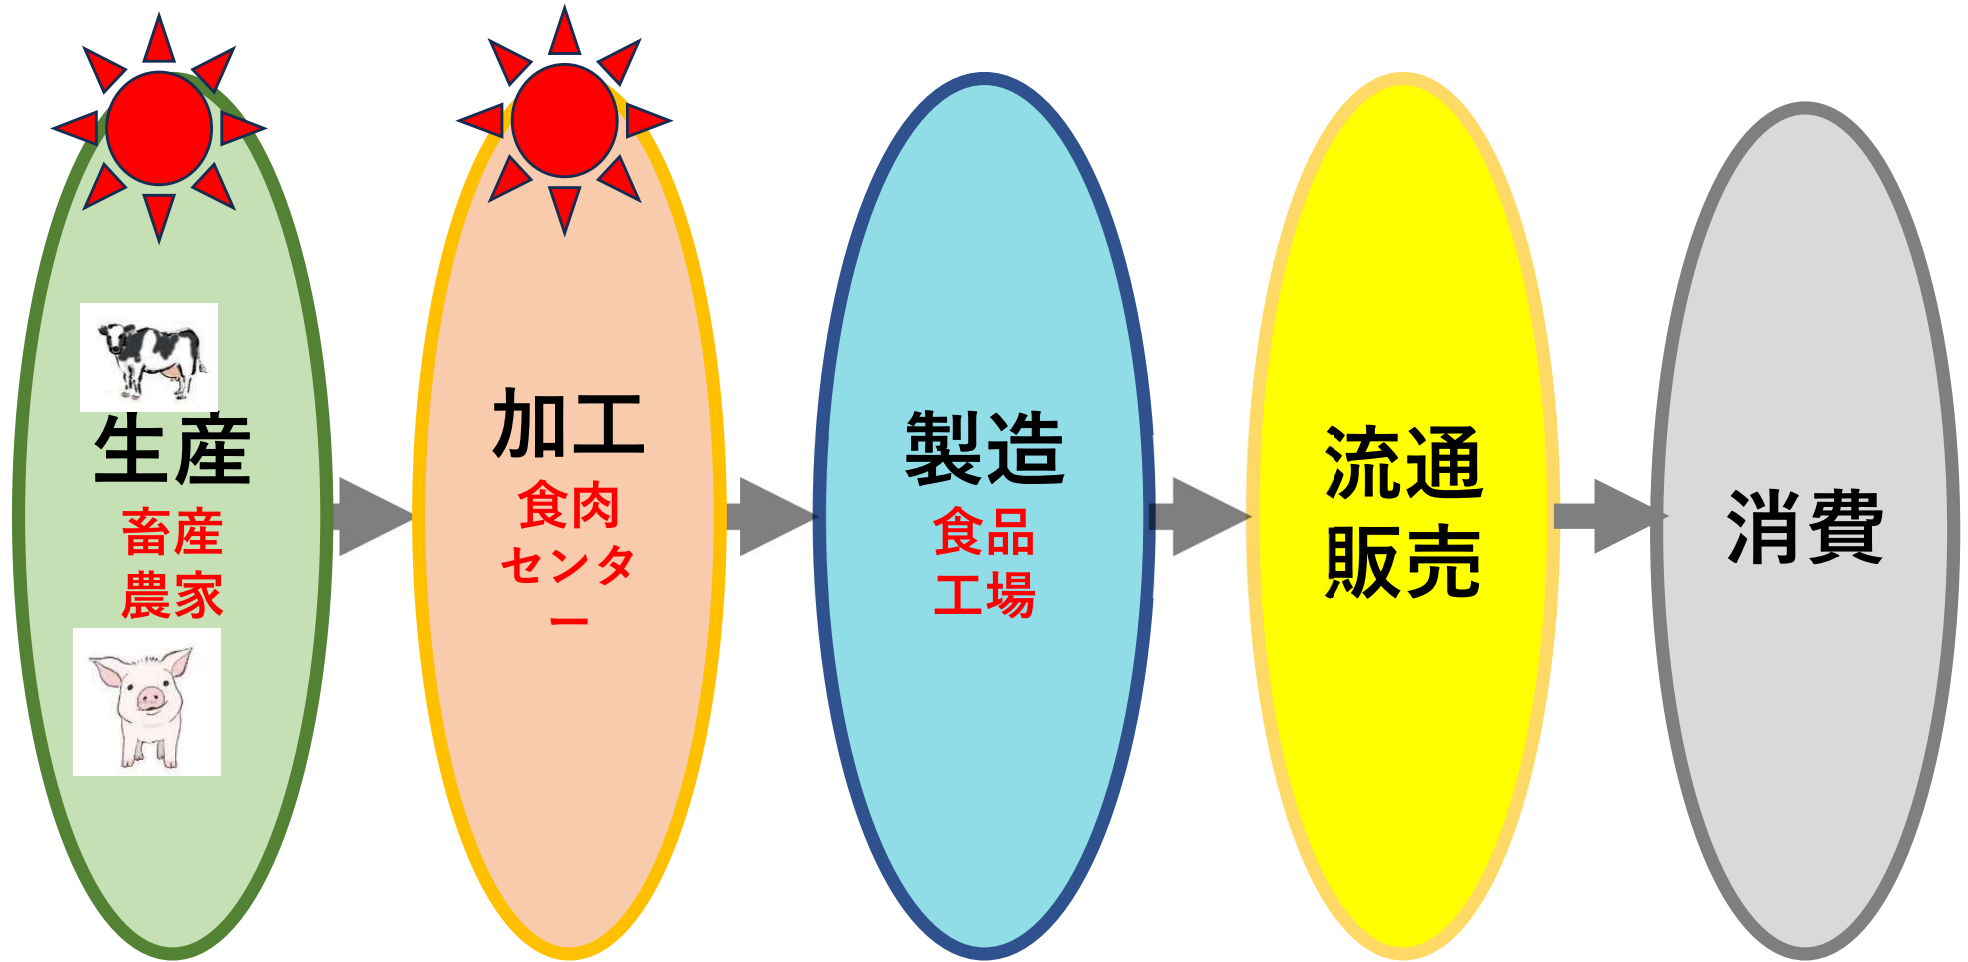 生産
畜産
農家
加工
食肉
センタ
ー
製造
食品
工場
流通
販売
消費